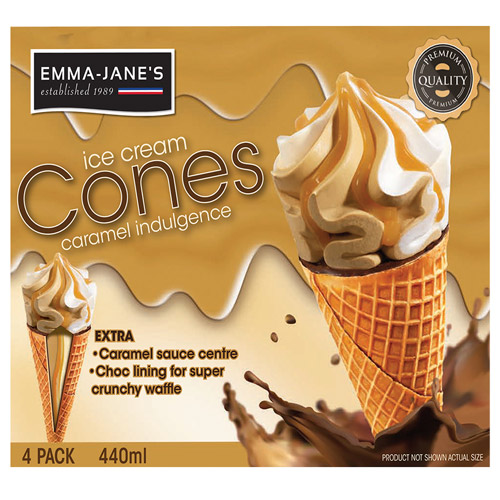 EMMA-JANE'S
established 1989
PREMIUM
QUALITY
PREMIUM
ice cream
Cones
caramel indulgence
EXTRA
•Caramel sauce centre
•Choc lining for super
crunchy waffle
PRODUCT NOT SHOWN ACTUAL SIZE
4 PACK 440ml